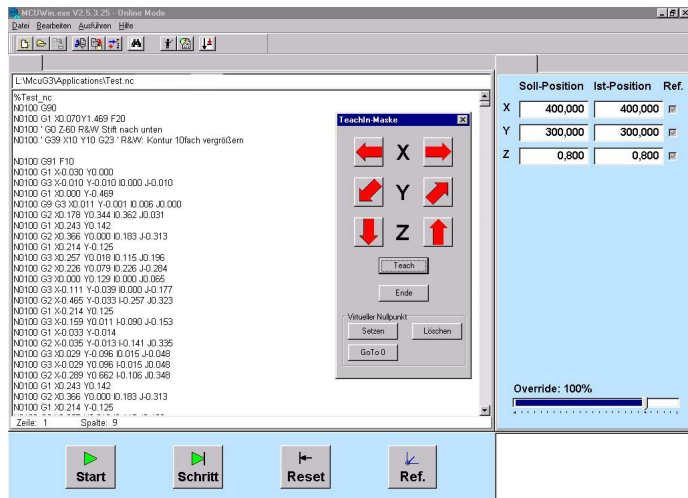 MCUWin.exe V2.5.3.25 - Online Mode
Datei Bearbeiten Ausführen Hilfe
L:\McuG3\Applications\Test.nc
%Test_nc
N0100 G90
N0100 G1 X0.070Y1.469 F20
N0100 ' G0 Z-60 R&W Stift nach unten
N0100 ' G39 X10 Y10 G23 ' R&W: Kontur 10fach vergrößern
N0100 G91 F10
N0100 G1 X-0.030 Y0.000
N0100 G3 X-0.010 Y-0.010 I0.000 J-0.010
N0100 G1 X0.000 Y-0.469
N0100 G9 G3 X0.011 Y-0.001 I0.006 J0.000
N0100 G2 X0.178 Y0.344 I0.362 J0.031
N0100 G1 X0.243 Y0.142
N0100 G2 X0.366 Y0.000 I0.183 J-0.313
N0100 G1 X0.214 Y-0.125
N0100 G3 X0.257 Y0.018 I0.115 J0.196
N0100 G2 X0.226 Y0.079 I0.226 J-0.284
N0100 G3 X0.000 Y0.129 I0.000 J0.065
N0100 G3 X-0.111 Y-0.039 I0.000 J-0.177
N0100 G2 X-0.465 Y-0.033 I-0.257 J0.323
N0100 G1 X-0.214 Y0.125
N0100 G3 X-0.159 Y0.011 I-0.090 J-0.153
N0100 G1 X-0.033 Y-0.014
N0100 G2 X-0.035 Y-0.013 I-0.141 J0.335
N0100 G3 X0.029 Y-0.096 I0.015 J-0.048
N0100 G3 X-0.029 Y0.096 I-0.015 J0.048
N0100 G2 X-0.289 Y0.662 I-0.106 J0.348
N0100 G1 X0.243 Y0.142
N0100 G2 X0.366 Y0.000 I0.183 J-0.313
N0100 G1 X0.214 Y-0.125
Zeile: 1 Spalte: 9
TeachIn-Maske
X
Y
Z
Teach
Ende
Virtueller Nullpunkt
Setzen Löschen
GoTo 0
Soll-Position Ist-Position Ref.
X 400,000 400,000
Y 300,000 300,000
Z 0,800 0,800
Override: 100%
Start Schritt Reset Ref.